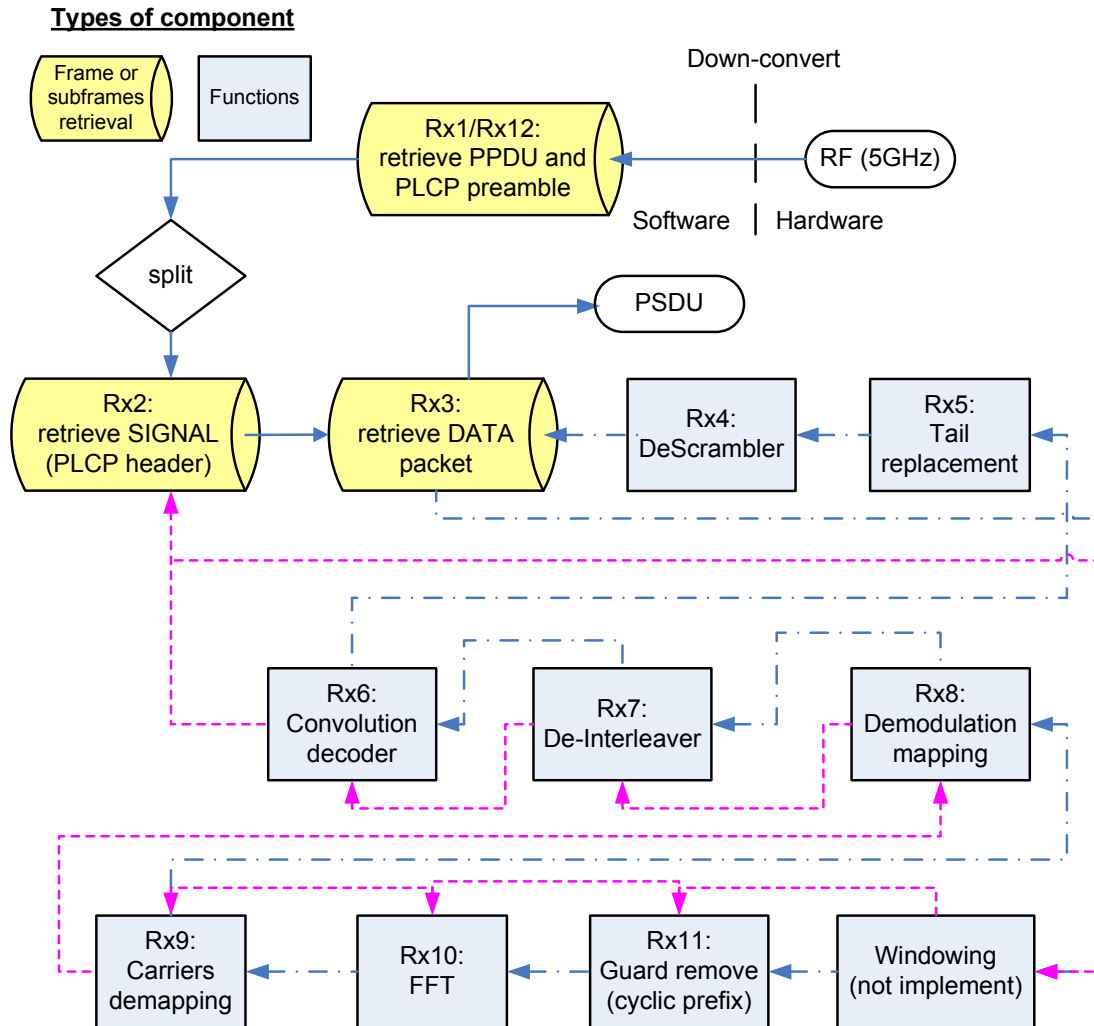 Types of component
Frame or
subframes
retrieval
Functions
Down-convert
Rx1/Rx12:
retrieve PPDU and
PLCP preamble
RF (5GHz)
Software
Hardware
split
PSDU
Rx2:
retrieve SIGNAL
(PLCP header)
Rx3:
retrieve DATA
packet
Rx4:
DeScrambler
Rx5:
Tail
replacement
Rx6:
Convolution
decoder
Rx7:
De-Interleaver
Rx8:
Demodulation
mapping
Rx9:
Carriers
demapping
Rx10:
FFT
Rx11:
Guard remove
(cyclic prefix)
Windowing
(not implement)